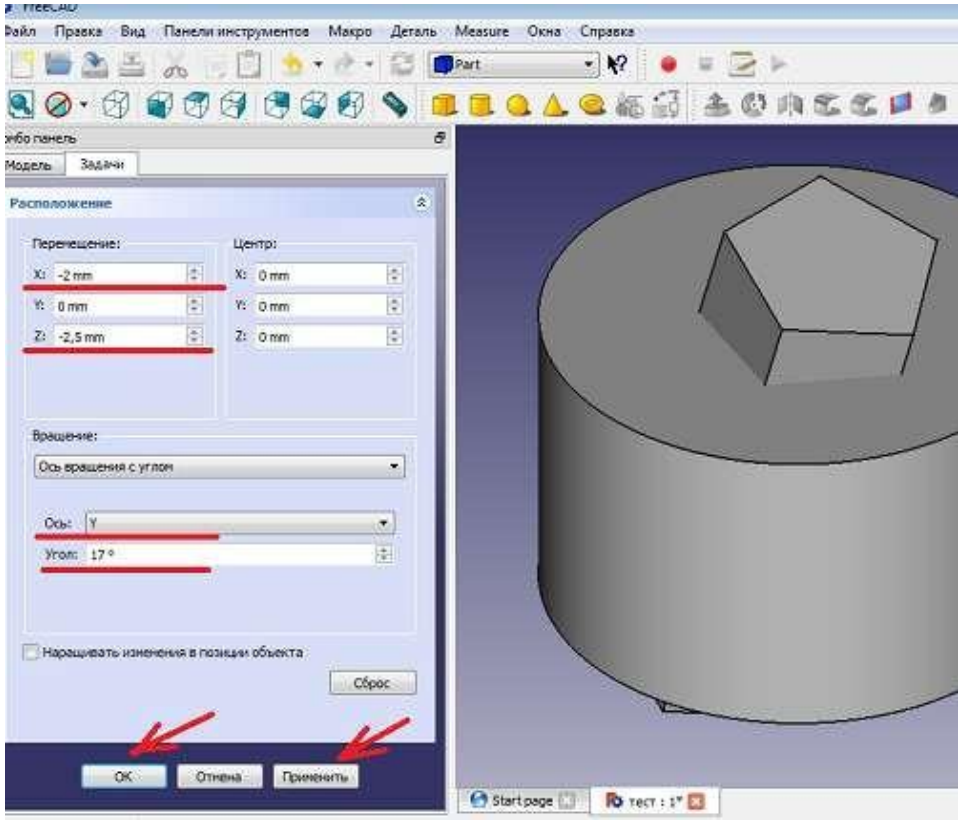 FreeCAD
Файл Правка Вид Панели инструментов Макро Деталь Measure Окна Справка
Part
мбо панель
Модель Задачи
Расположение
Перемещение: Центр:
X: -2 mm X: 0 mm
Y: 0 mm Y: 0 mm
Z: -2,5 mm Z: 0 mm
Вращение:
Ось вращения с углом
Ось: Y
Угол: 17 °
Наращивать изменения в позиции объекта
Сброс
OK Отмена Применить
Start page тест : 1*